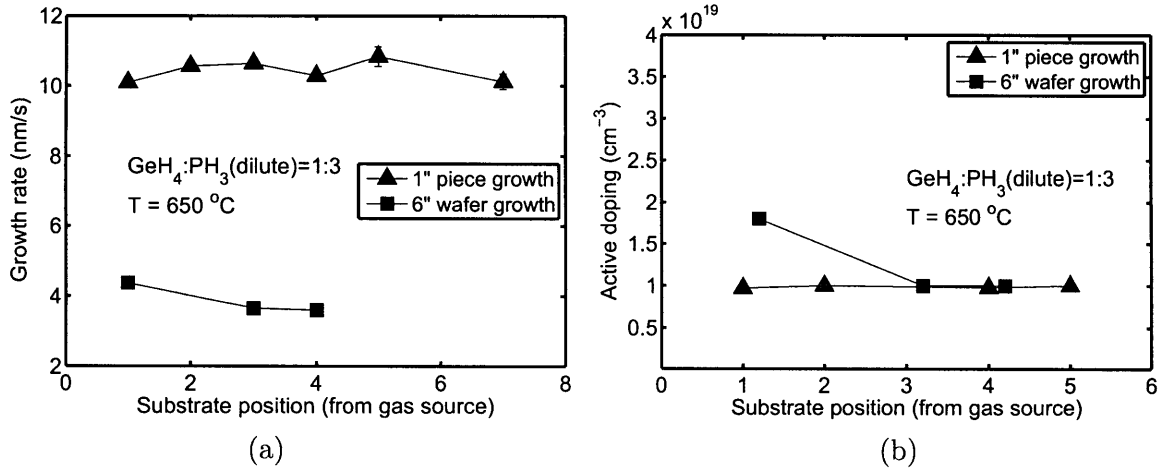 12
10
8
6
4
2
0
2
4
6
8
Growth rate (nm/s)
GeH4:PH3(dilute)=1:3
T = 650 °C
1" piece growth
6" wafer growth
Substrate position (from gas source)
(a)
x 10^19
4
3.5
3
2.5
2
1.5
1
0.5
0
1
2
3
4
5
6
Active doping (cm^−3)
1" piece growth
6" wafer growth
GeH4:PH3(dilute)=1:3
T = 650 °C
Substrate position (from gas source)
(b)